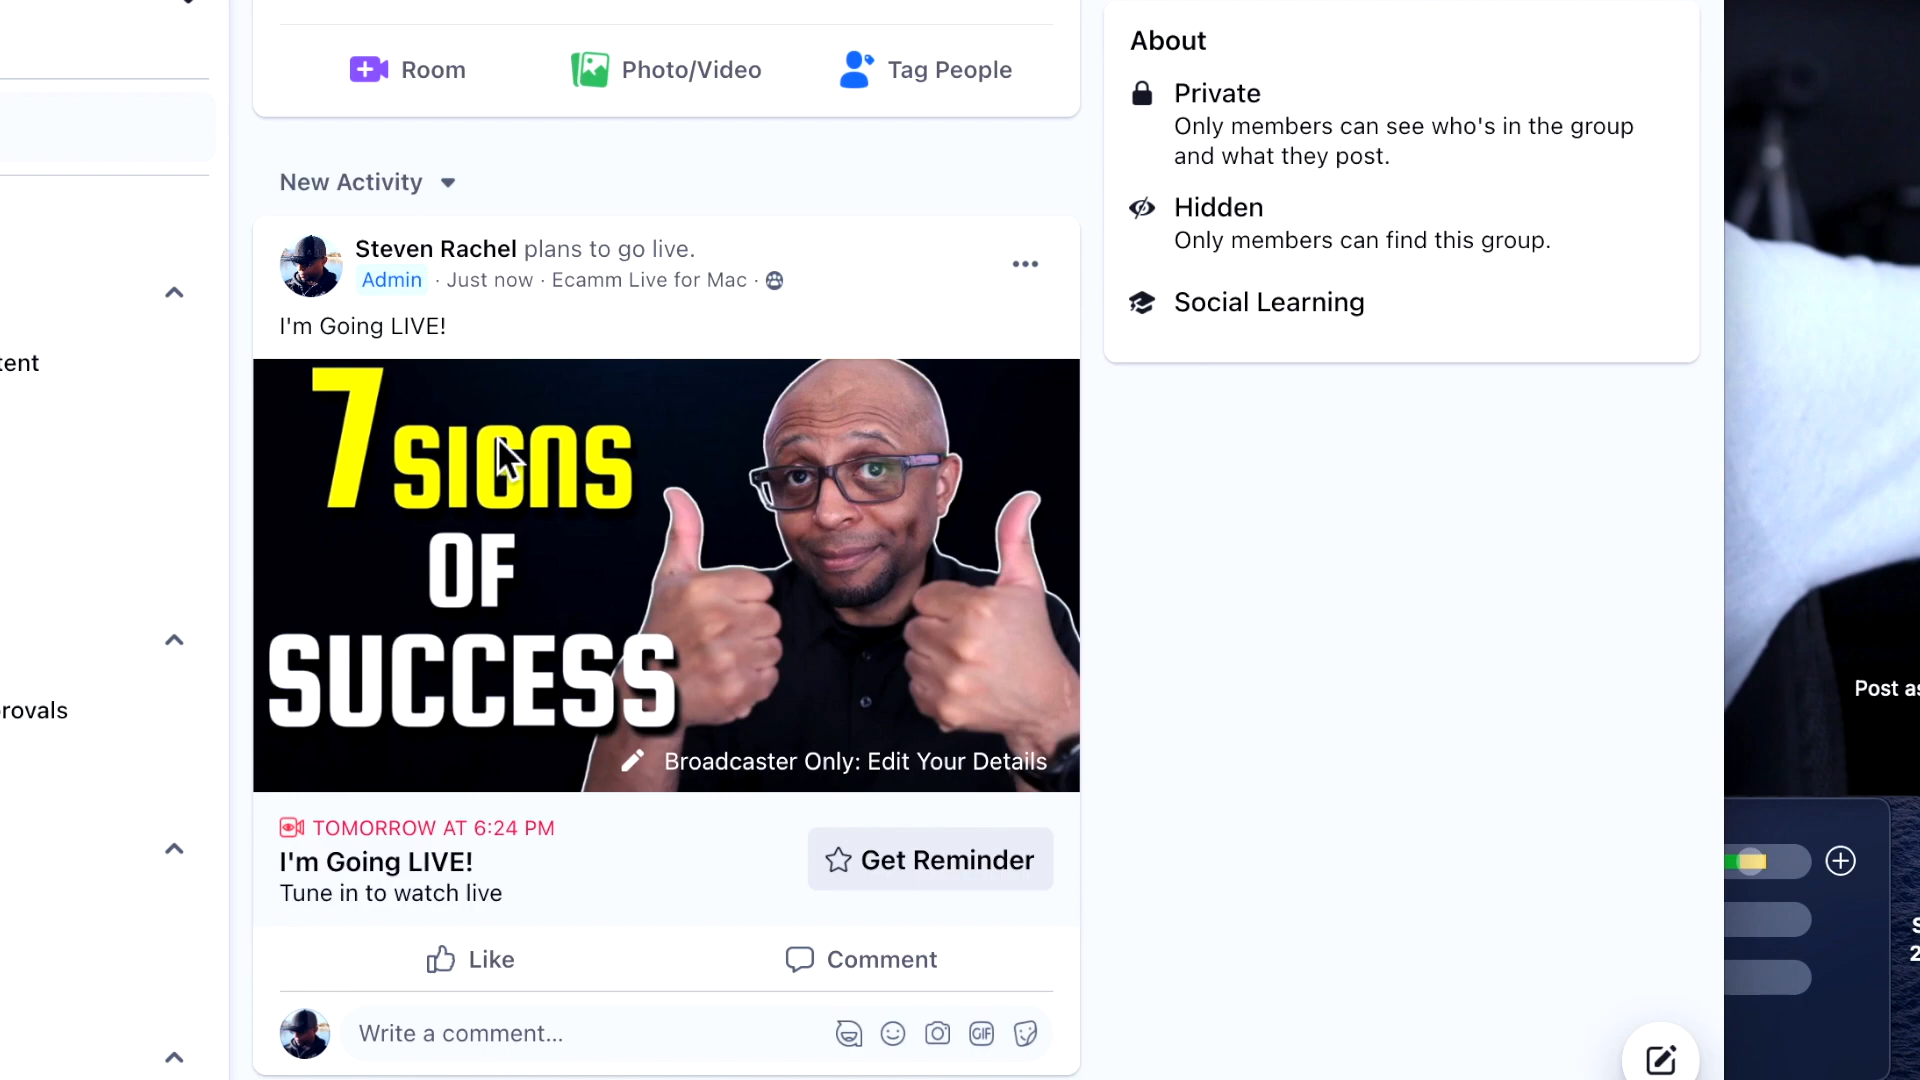 Room
Photo/Video
Tag People
New Activity
Steven Rachel plans to go live.
Admin · Just now · Ecamm Live for Mac ·
I'm Going LIVE!
7 SIGNS
OF
SUCCESS
Broadcaster Only: Edit Your Details
TOMORROW AT 6:24 PM
I'm Going LIVE!
Tune in to watch live
Get Reminder
Like
Comment
Write a comment...
GIF
About
Private
Only members can see who's in the group
and what they post.
Hidden
Only members can find this group.
Social Learning
tent
rovals
Post as